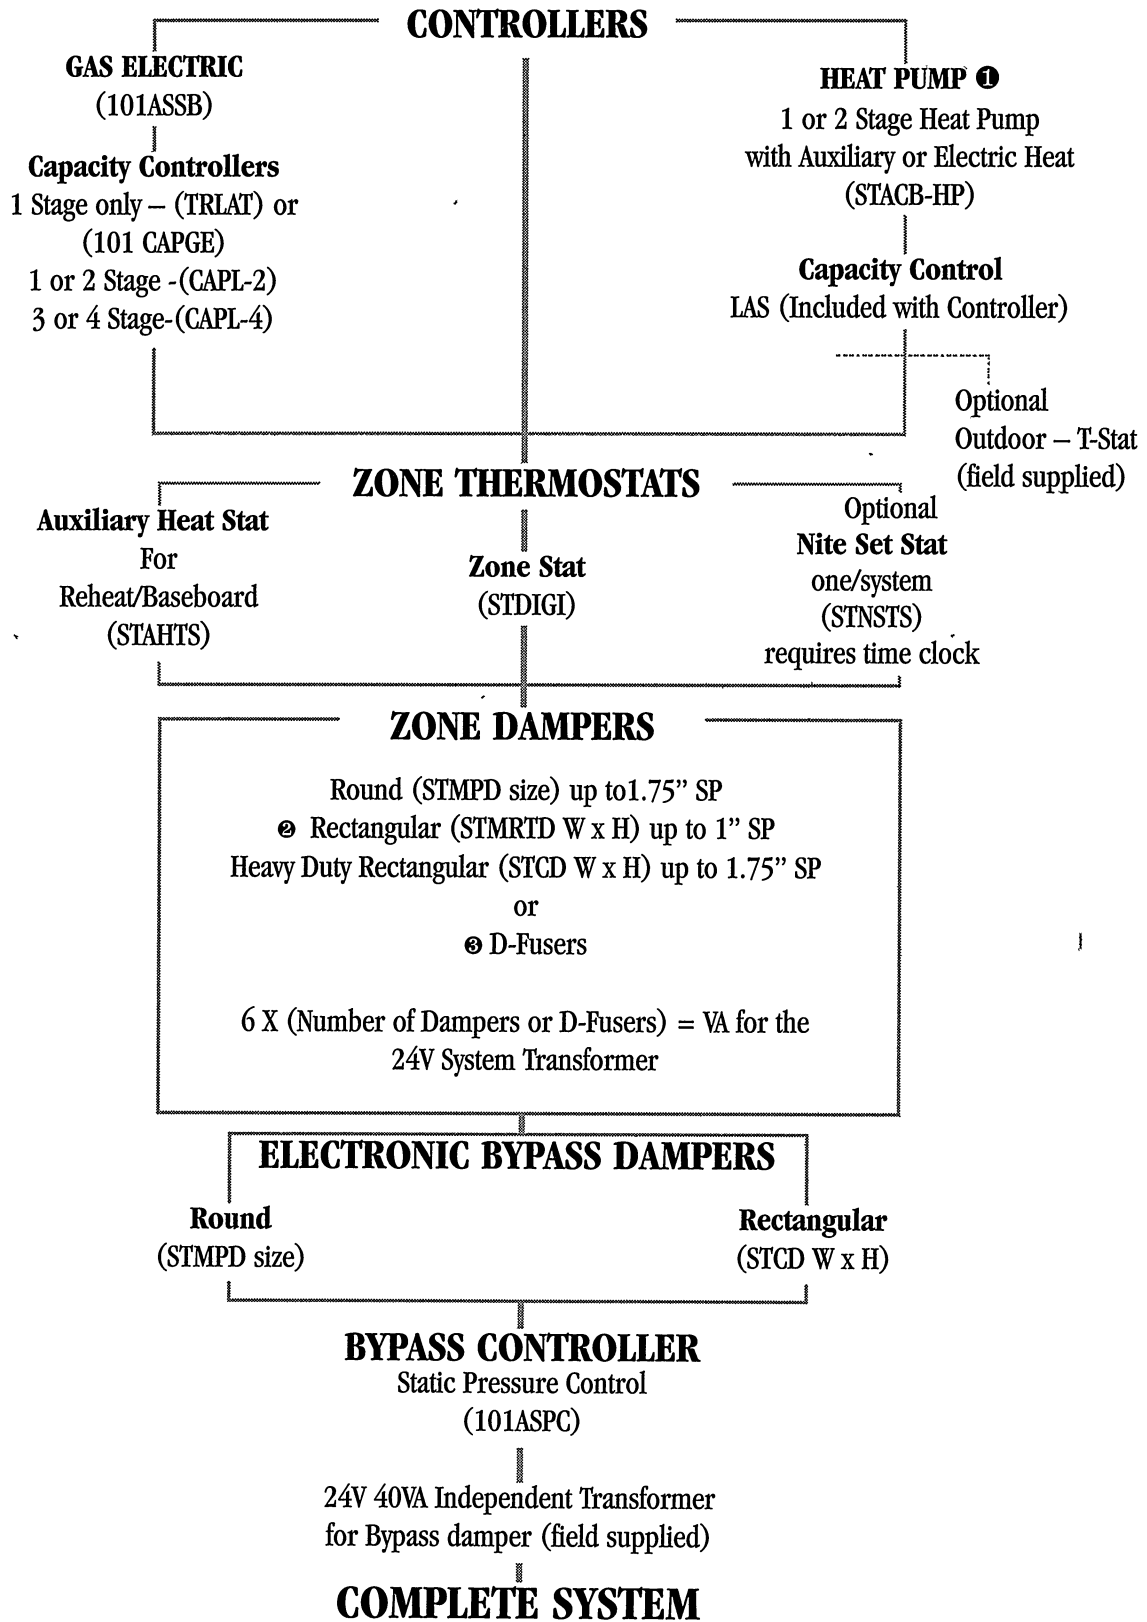 CONTROLLERS
GAS ELECTRIC
(101ASSB)
Capacity Controllers
1 Stage only – (TRLAT) or
(101 CAPGE)
1 or 2 Stage -(CAPL-2)
3 or 4 Stage-(CAPL-4)
HEAT PUMP ❶
1 or 2 Stage Heat Pump
with Auxiliary or Electric Heat
(STACB-HP)
Capacity Control
LAS (Included with Controller)
Optional
Outdoor – T-Stat
(field supplied)
ZONE THERMOSTATS
Auxiliary Heat Stat
For
Reheat/Baseboard
(STAHTS)
Zone Stat
(STDIGI)
Optional
Nite Set Stat
one/system
(STNSTS)
requires time clock
ZONE DAMPERS
Round (STMPD size) up to1.75” SP
❷ Rectangular (STMRTD W x H) up to 1” SP
Heavy Duty Rectangular (STCD W x H) up to 1.75” SP
or
❸ D-Fusers
6 X (Number of Dampers or D-Fusers) = VA for the
24V System Transformer
ELECTRONIC BYPASS DAMPERS
Round
(STMPD size)
Rectangular
(STCD W x H)
BYPASS CONTROLLER
Static Pressure Control
(101ASPC)
24V 40VA Independent Transformer
for Bypass damper (field supplied)
COMPLETE SYSTEM